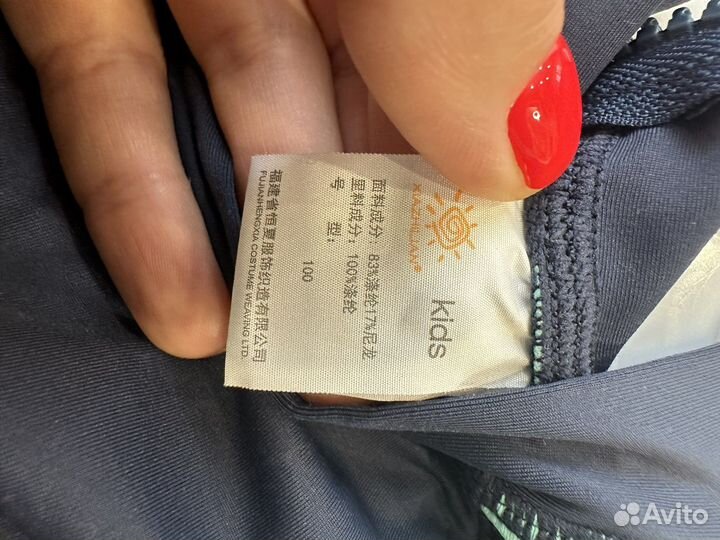 XIAZHILIAN®
kids
面料成分：83%涤纶17%尼龙
里料成分：100%涤纶
号 型： 100
福建省恒夏服饰织造有限公司
FUJIANHENGXIA COSTUME WEAVING LTD.
Avito